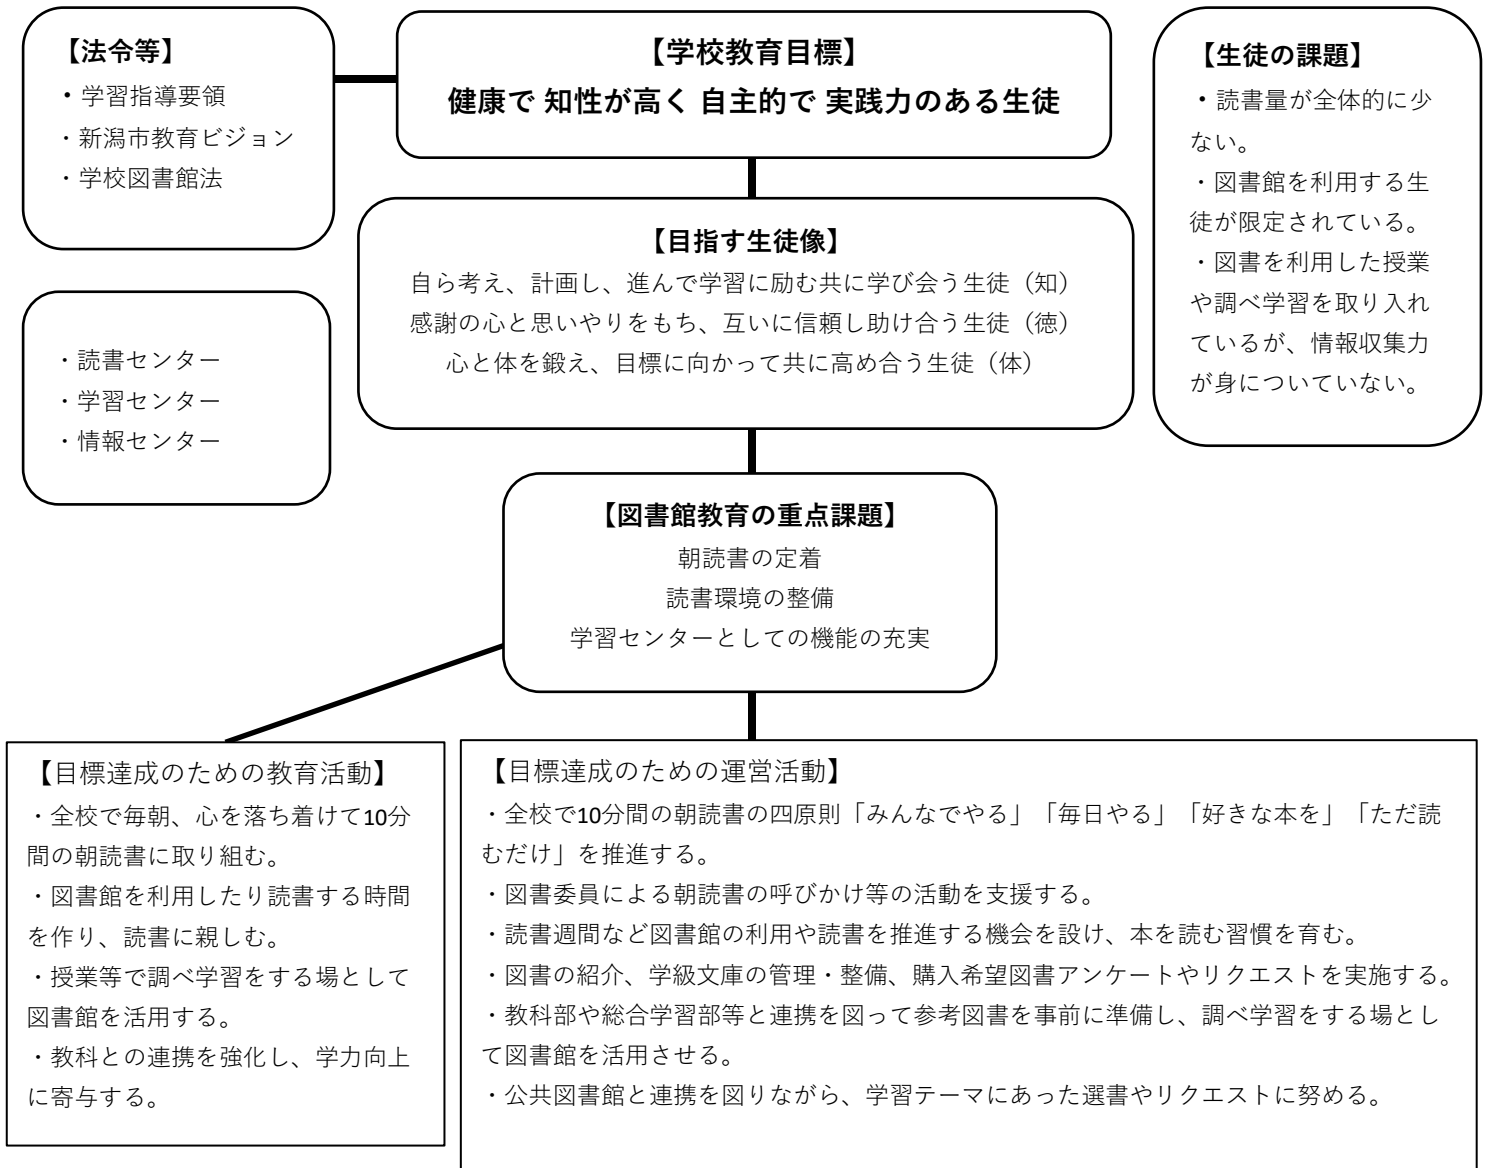 【法令等】
・学習指導要領
・新潟市教育ビジョン
・学校図書館法
【学校教育目標】
健康で 知性が高く 自主的で 実践力のある生徒
【生徒の課題】
・読書量が全体的に少
ない。
・図書館を利用する生
徒が限定されている。
・図書を利用した授業
や調べ学習を取り入れ
ているが、情報収集力
が身についていない。
【目指す生徒像】
自ら考え、計画し、進んで学習に励む共に学び会う生徒（知）
感謝の心と思いやりをもち、互いに信頼し助け合う生徒（徳）
心と体を鍛え、目標に向かって共に高め合う生徒（体）
・読書センター
・学習センター
・情報センター
【図書館教育の重点課題】
朝読書の定着
読書環境の整備
学習センターとしての機能の充実
【目標達成のための教育活動】
・全校で毎朝、心を落ち着けて10分
間の朝読書に取り組む。
・図書館を利用したり読書する時間
を作り、読書に親しむ。
・授業等で調べ学習をする場として
図書館を活用する。
・教科との連携を強化し、学力向上
に寄与する。
【目標達成のための運営活動】
・全校で10分間の朝読書の四原則「みんなでやる」「毎日やる」「好きな本を」「ただ読
むだけ」を推進する。
・図書委員による朝読書の呼びかけ等の活動を支援する。
・読書週間など図書館の利用や読書を推進する機会を設け、本を読む習慣を育む。
・図書の紹介、学級文庫の管理・整備、購入希望図書アンケートやリクエストを実施する。
・教科部や総合学習部等と連携を図って参考図書を事前に準備し、調べ学習をする場とし
て図書館を活用させる。
・公共図書館と連携を図りながら、学習テーマにあった選書やリクエストに努める。